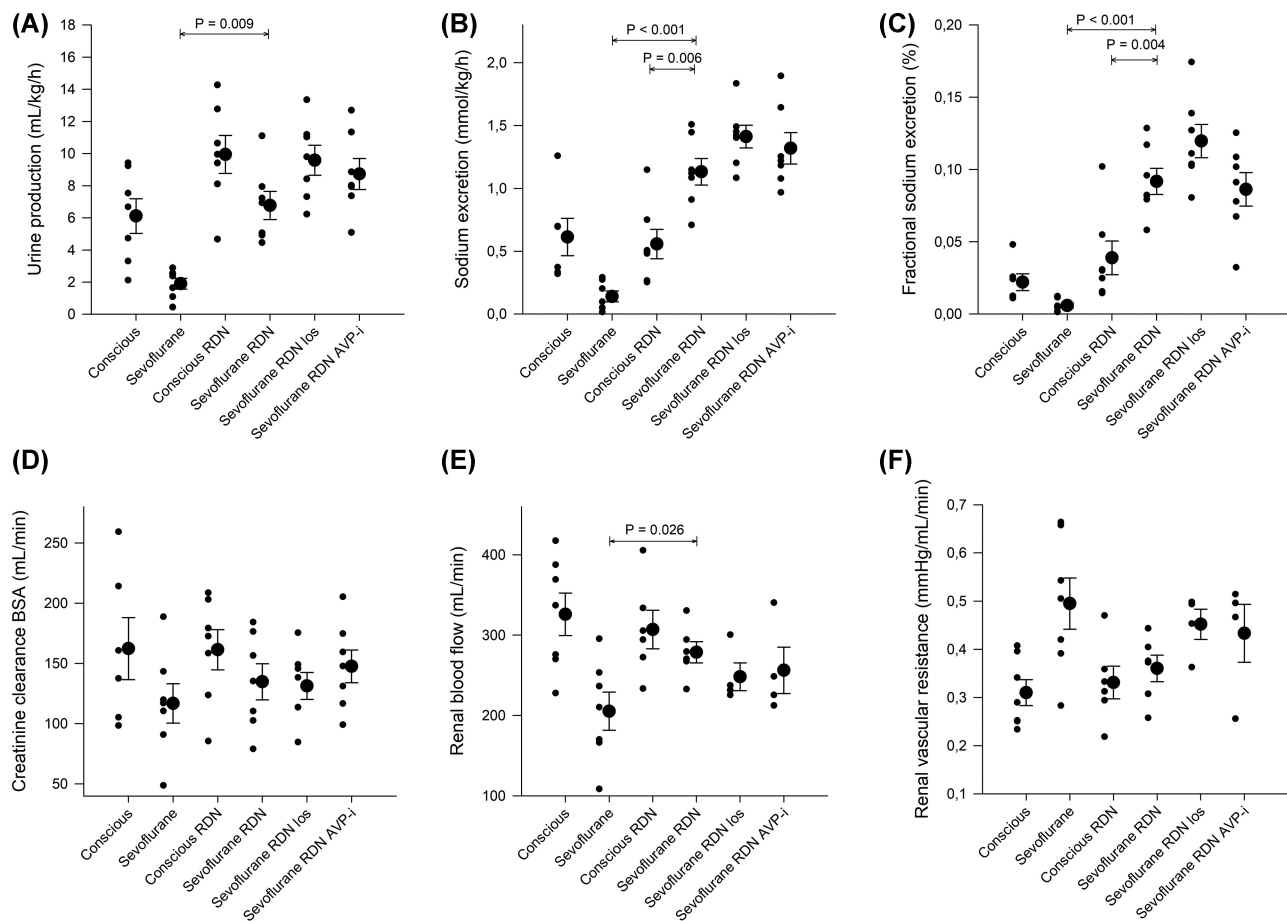 (A)
P = 0.009
Urine production (mL/kg/h)
18
16
14
12
10
8
6
4
2
0
Conscious
Sevoflurane
Conscious RDN
Sevoflurane RDN
Sevoflurane RDN los
Sevoflurane RDN AVP-i
(B)
P < 0.001
P = 0.006
Sodium excretion (mmol/kg/h)
2,0
1,5
1,0
0,5
0,0
Conscious
Sevoflurane
Conscious RDN
Sevoflurane RDN
Sevoflurane RDN los
Sevoflurane RDN AVP-i
(C)
P < 0.001
P = 0.004
Fractional sodium excretion (%)
0,20
0,15
0,10
0,05
0,00
Conscious
Sevoflurane
Conscious RDN
Sevoflurane RDN
Sevoflurane RDN los
Sevoflurane RDN AVP-i
(D)
Creatinine clearance BSA (mL/min)
250
200
150
100
50
Conscious
Sevoflurane
Conscious RDN
Sevoflurane RDN
Sevoflurane RDN los
Sevoflurane RDN AVP-i
(E)
P = 0.026
Renal blood flow (mL/min)
400
300
200
100
Conscious
Sevoflurane
Conscious RDN
Sevoflurane RDN
Sevoflurane RDN los
Sevoflurane RDN AVP-i
(F)
Renal vascular resistance (mmHg/mL/min)
0,7
0,6
0,5
0,4
0,3
0,2
0,1
Conscious
Sevoflurane
Conscious RDN
Sevoflurane RDN
Sevoflurane RDN los
Sevoflurane RDN AVP-i